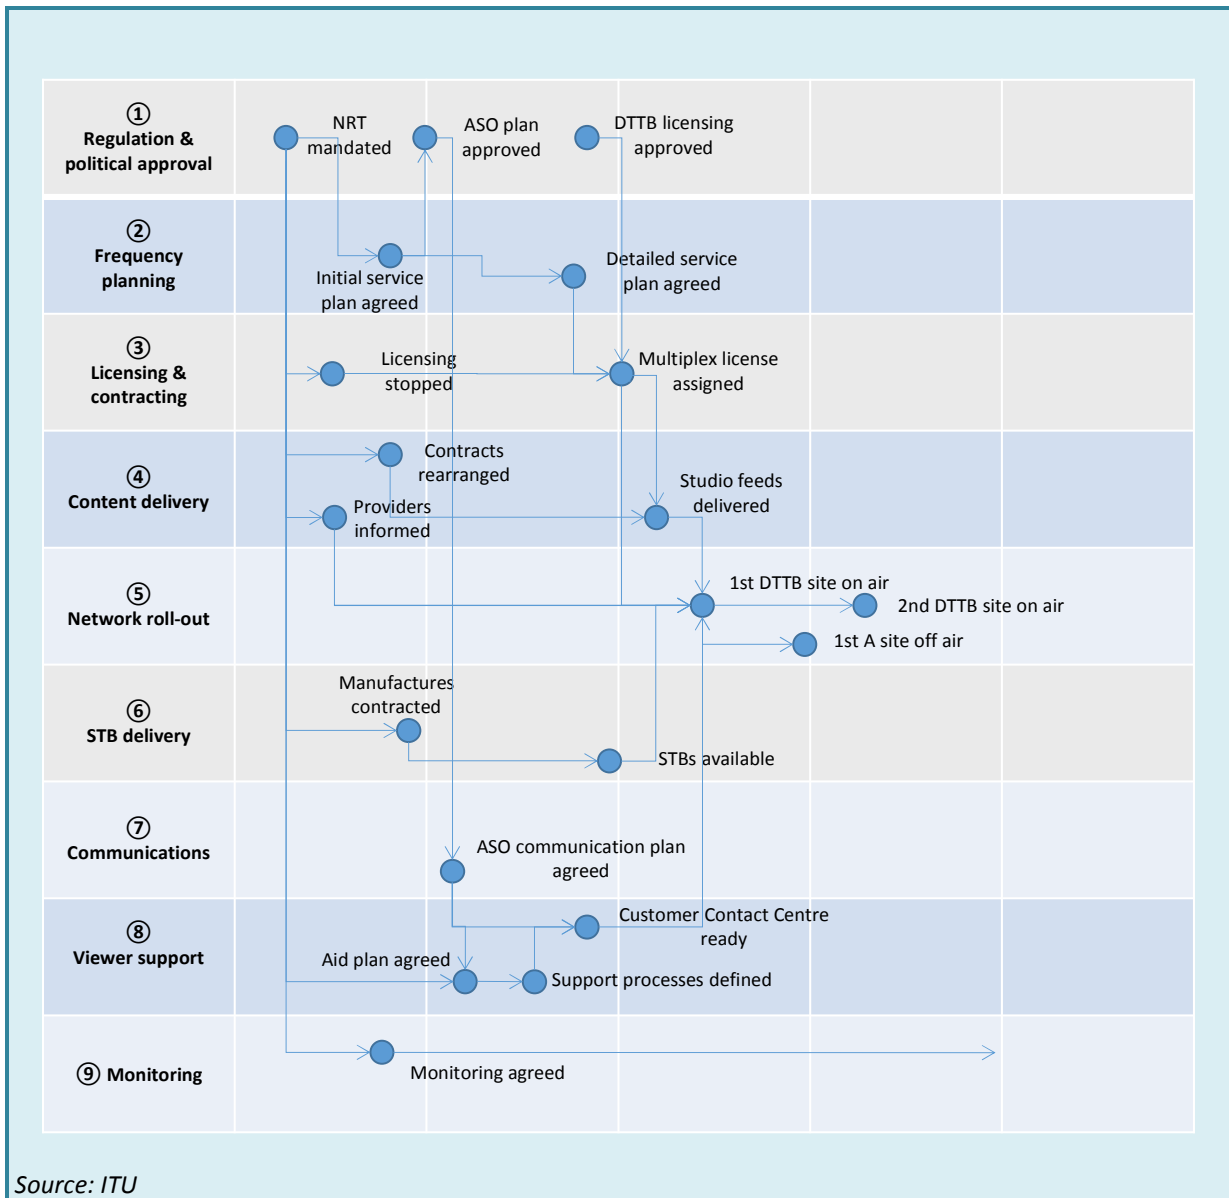 ①
Regulation &
political approval
NRT
mandated
ASO plan
approved
DTTB licensing
approved
②
Frequency
planning
Initial service
plan agreed
Detailed service
plan agreed
③
Licensing &
contracting
Licensing
stopped
Multiplex license
assigned
④
Content delivery
Contracts
rearranged
Providers
informed
Studio feeds
delivered
⑤
Network roll-out
1st DTTB site on air
2nd DTTB site on air
1st A site off air
⑥
STB delivery
Manufactures
contracted
STBs available
⑦
Communications
ASO communication plan
agreed
⑧
Viewer support
Customer Contact Centre
ready
Aid plan agreed
Support processes defined
⑨ Monitoring
Monitoring agreed
Source: ITU